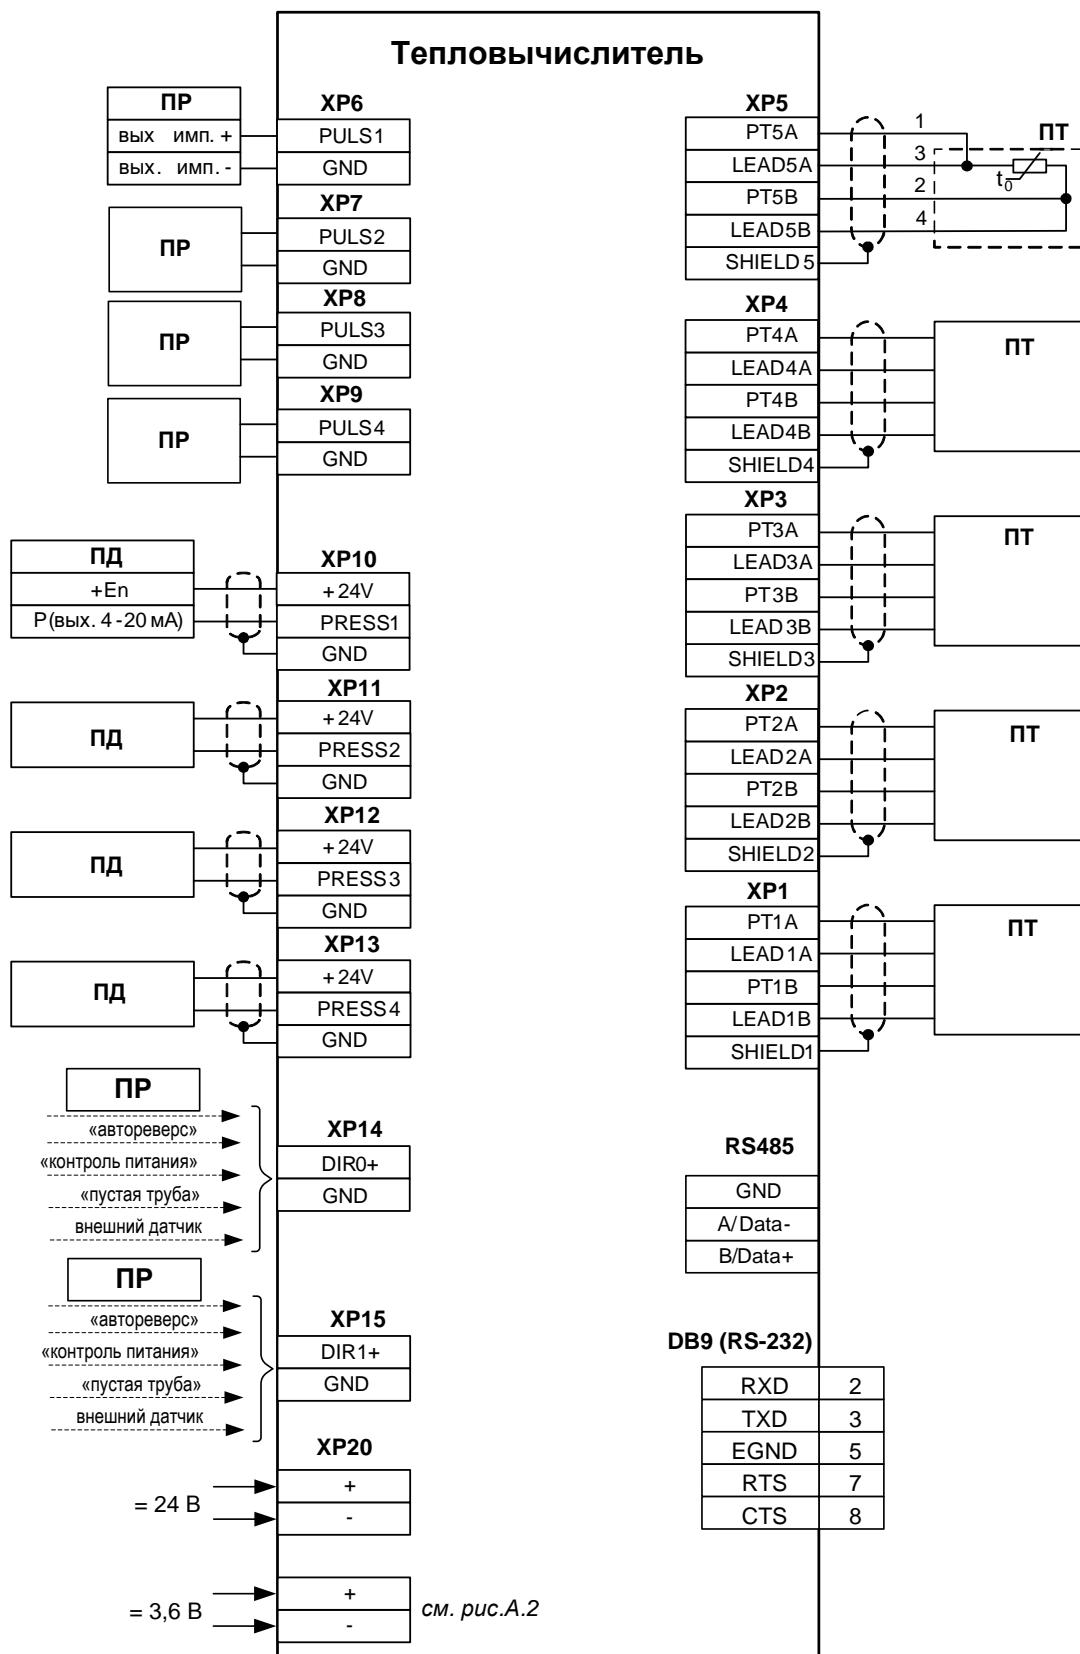 Тепловычислитель
ПР
вых имп. +
вых. имп. -
XP6
PULS1
GND
XP7
ПР
PULS2
GND
XP8
ПР
PULS3
GND
XP9
ПР
PULS4
GND
ПД
+En
P(вых. 4-20 мА)
XP10
+24V
PRESS1
GND
XP11
ПД
+24V
PRESS2
GND
XP12
ПД
+24V
PRESS3
GND
XP13
ПД
+24V
PRESS4
GND
ПР
«автореверс»
«контроль питания»
«пустая труба»
внешний датчик
XP14
DIR0+
GND
ПР
«автореверс»
«контроль питания»
«пустая труба»
внешний датчик
XP15
DIR1+
GND
XP20
= 24 В
+
-
= 3,6 В
+
-
см. рис.А.2
XP5
PT5A
LEAD5A
PT5B
LEAD5B
SHIELD5
1
3
2
4
ПТ
t0
XP4
PT4A
LEAD4A
PT4B
LEAD4B
SHIELD4
ПТ
XP3
PT3A
LEAD3A
PT3B
LEAD3B
SHIELD3
ПТ
XP2
PT2A
LEAD2A
PT2B
LEAD2B
SHIELD2
ПТ
XP1
PT1A
LEAD1A
PT1B
LEAD1B
SHIELD1
ПТ
RS485
GND
A/Data-
B/Data+
DB9 (RS-232)
RXD 2
TXD 3
EGND 5
RTS 7
CTS 8